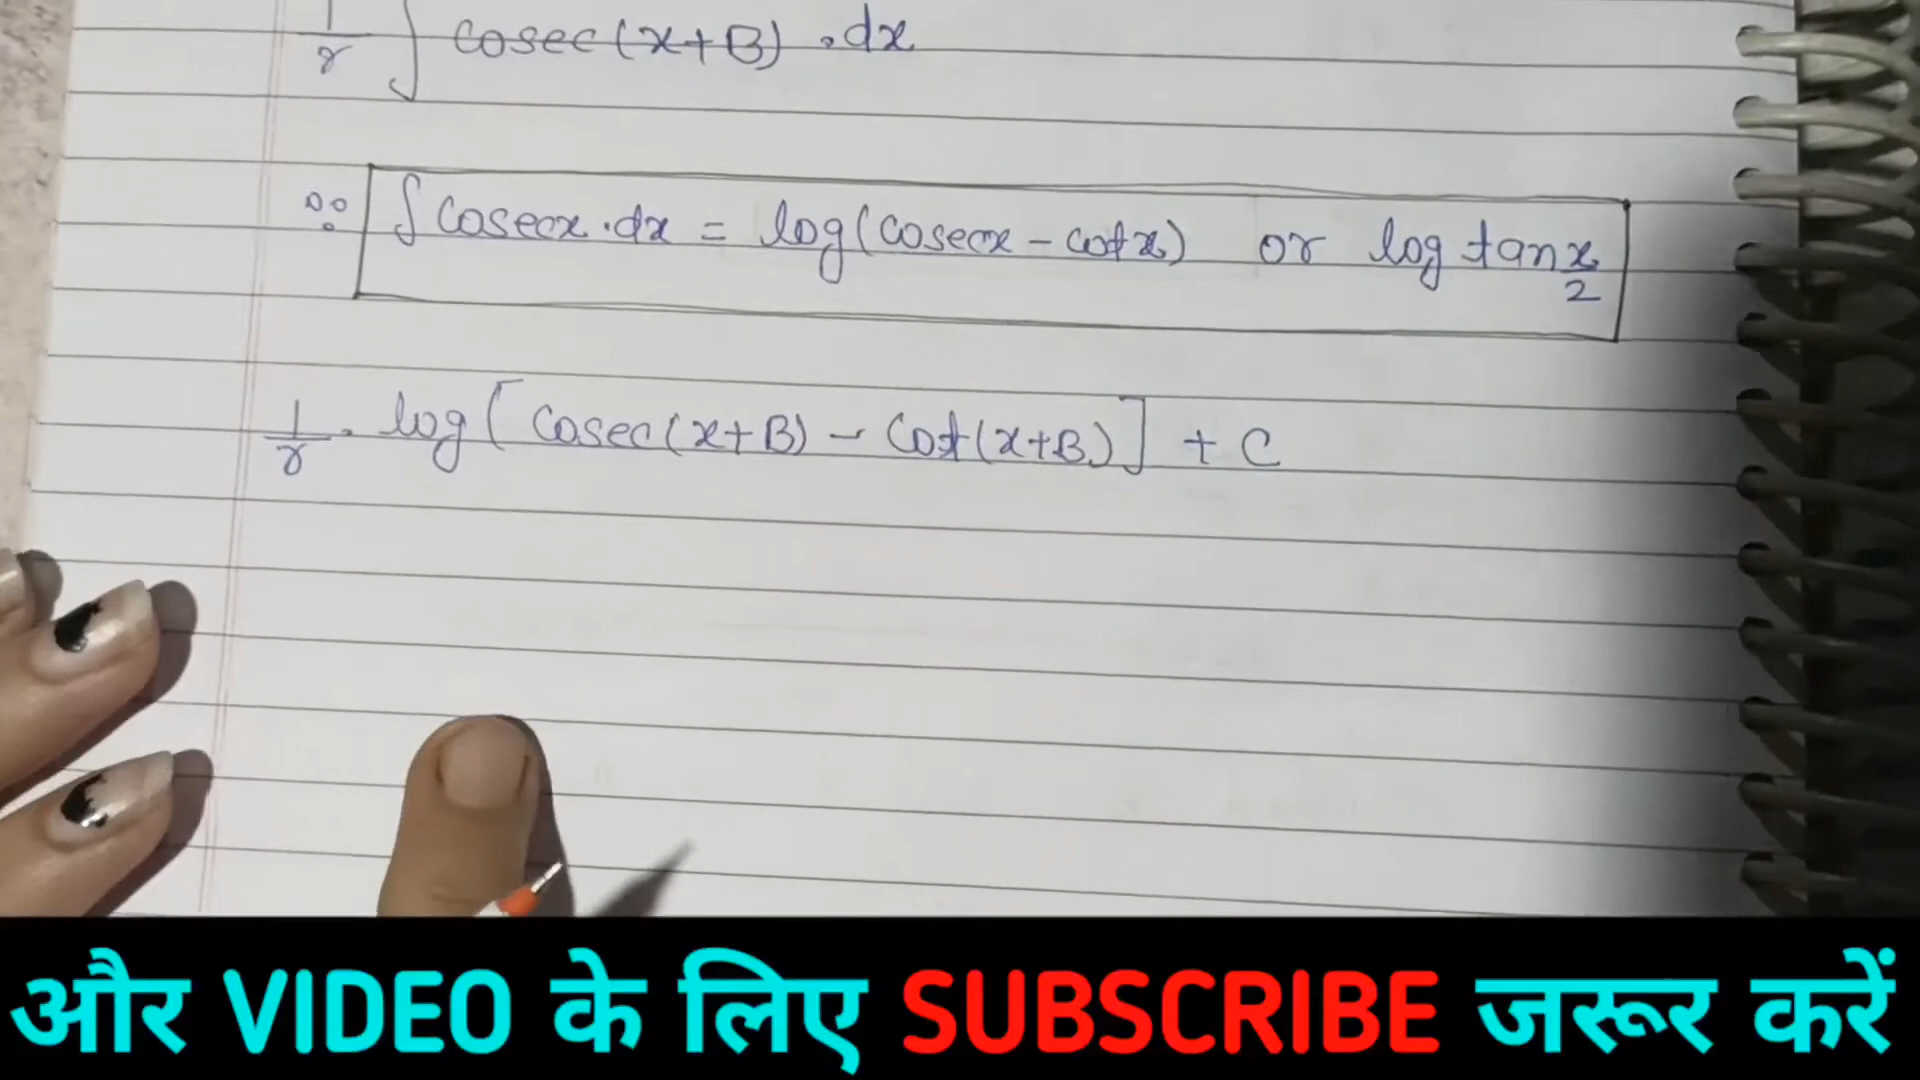 1/r ∫ cosec(x+B) .dx
∵ ∫ cosecx.dx = log(cosecx - cotx) or log tan x/2
1/r . log[cosec(x+B) - cot(x+B)] + c
और VIDEO के लिए SUBSCRIBE जरूर करें